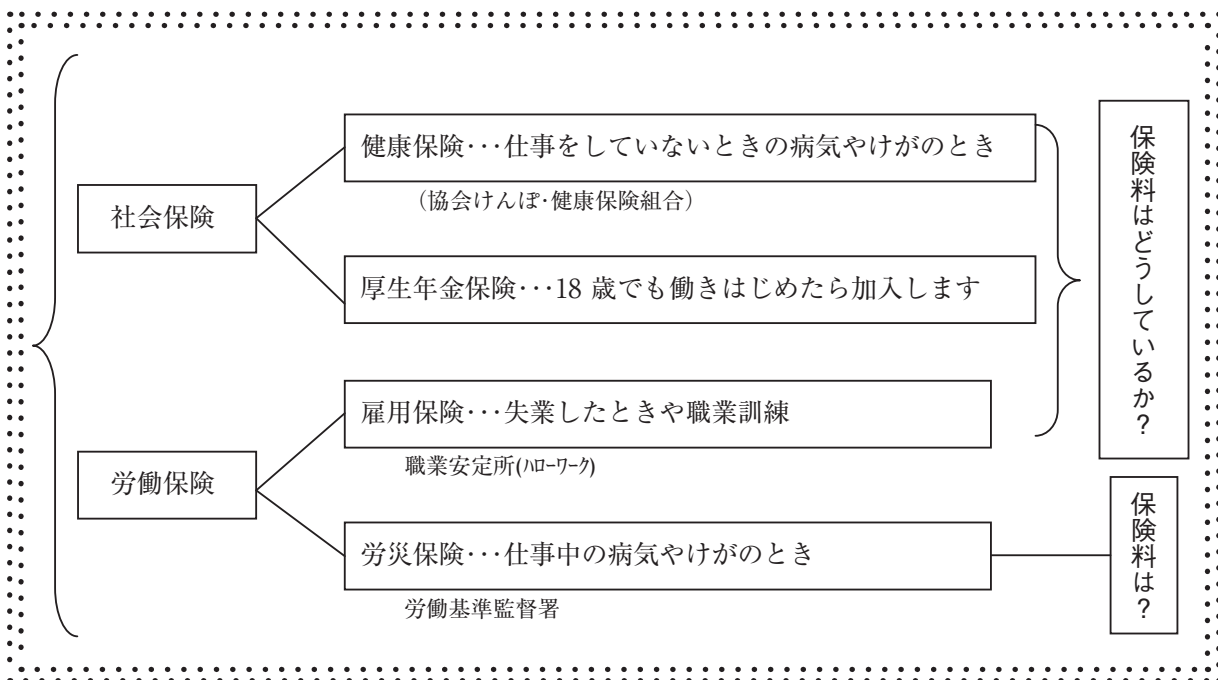 健康保険･･･仕事をしていないときの病気やけがのとき
（協会けんぽ･健康保険組合）
社会保険
厚生年金保険･･･18 歳でも働きはじめたら加入します
保険料はどうしているか？
雇用保険･･･失業したときや職業訓練
職業安定所(ﾊﾛｰﾜｰｸ)
労働保険
労災保険･･･仕事中の病気やけがのとき
労働基準監督署
保険料は？